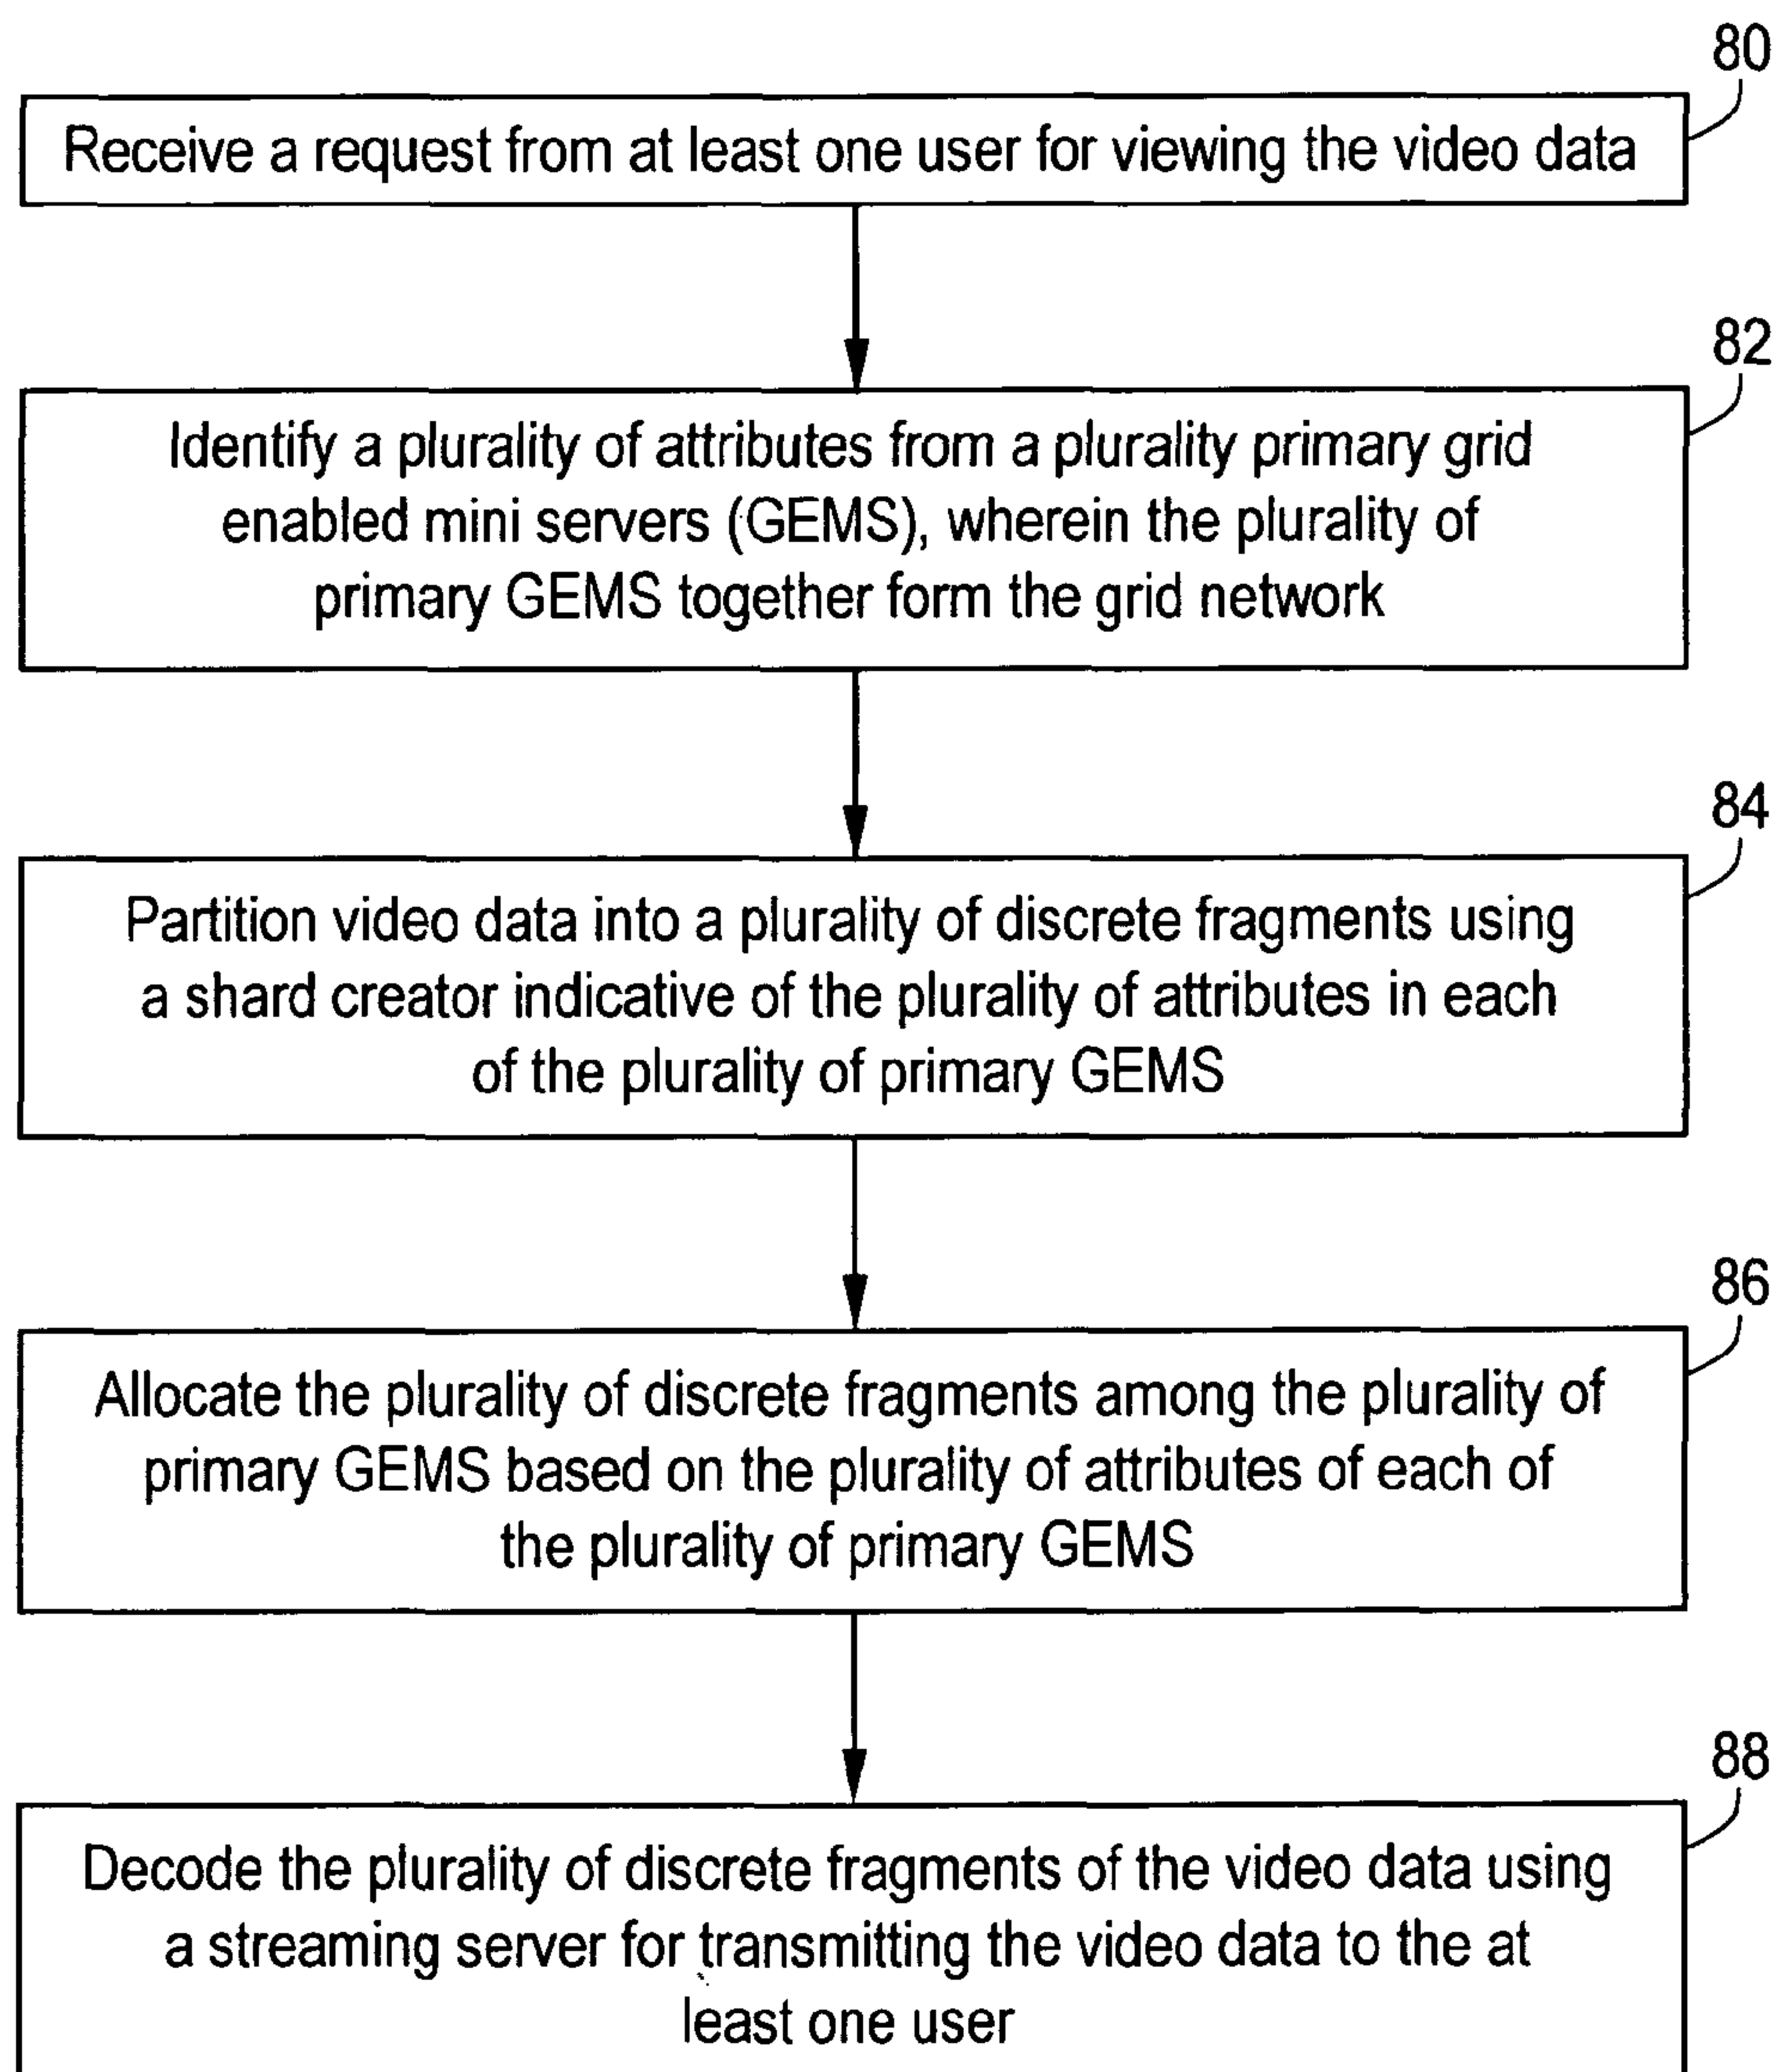 80
Receive a request from at least one user for viewing the video data
82
Identify a plurality of attributes from a plurality primary grid
enabled mini servers (GEMS), wherein the plurality of
primary GEMS together form the grid network
84
Partition video data into a plurality of discrete fragments using
a shard creator indicative of the plurality of attributes in each
of the plurality of primary GEMS
86
Allocate the plurality of discrete fragments among the plurality of
primary GEMS based on the plurality of attributes of each of
the plurality of primary GEMS
88
Decode the plurality of discrete fragments of the video data using
a streaming server for transmitting the video data to the at
least one user